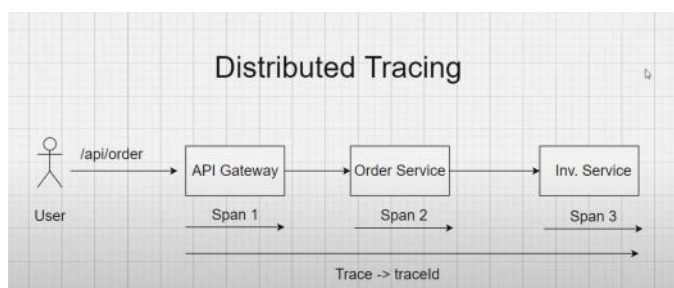 Distributed Tracing
/api/order
API Gateway
Order Service
Inv. Service
User
Span 1
Span 2
Span 3
Trace -> traceId